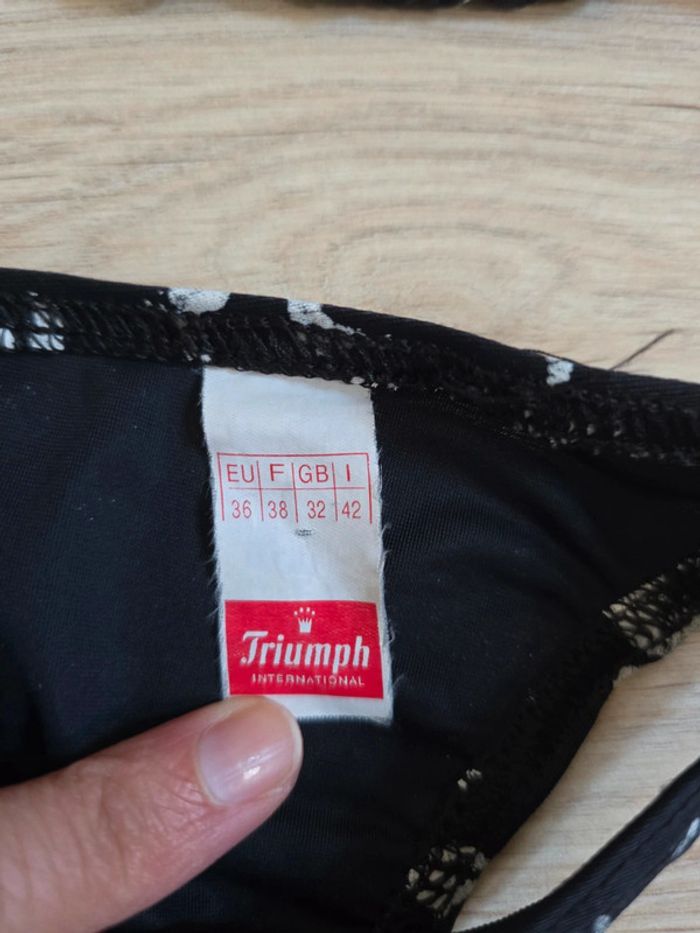 EU F GB I
36 38 32 42
Triumph
INTERNATIONAL